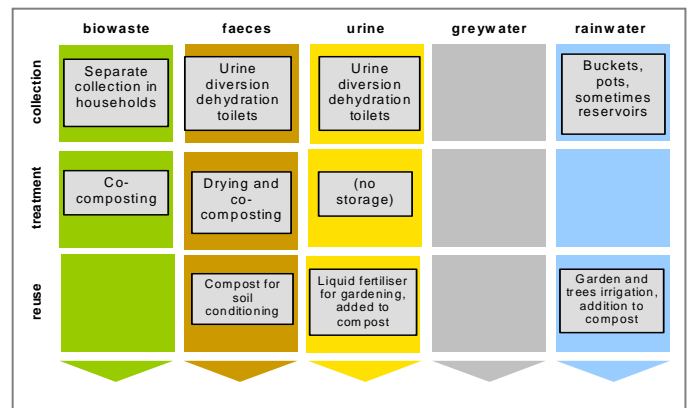 biowaste faeces urine greywater rainwater
collection
Separate
collection in
households
Urine
diversion
dehydration
toilets
Urine
diversion
dehydration
toilets
Buckets,
pots,
sometimes
reservoirs
treatment
Co-
composting
Drying and
co-
composting
(no
storage)
reuse
Compost for
soil
conditioning
Liquid fertiliser
for gardening,
added to
compost
Garden and
trees irrigation,
addition to
compost